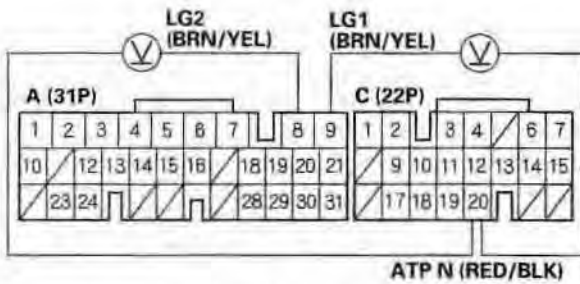 LG2
(BRN/YEL)
LG1
(BRN/YEL)
V
V
A (31P)
C (22P)
1 2 3 4 5 6 7 8 9
1 2 3 4 6 7
10 12 13 14 15 16 18 19 20 21
9 10 11 12 13 14 15
23 24 28 29 30 31
17 18 19 20
ATP N (RED/BLK)